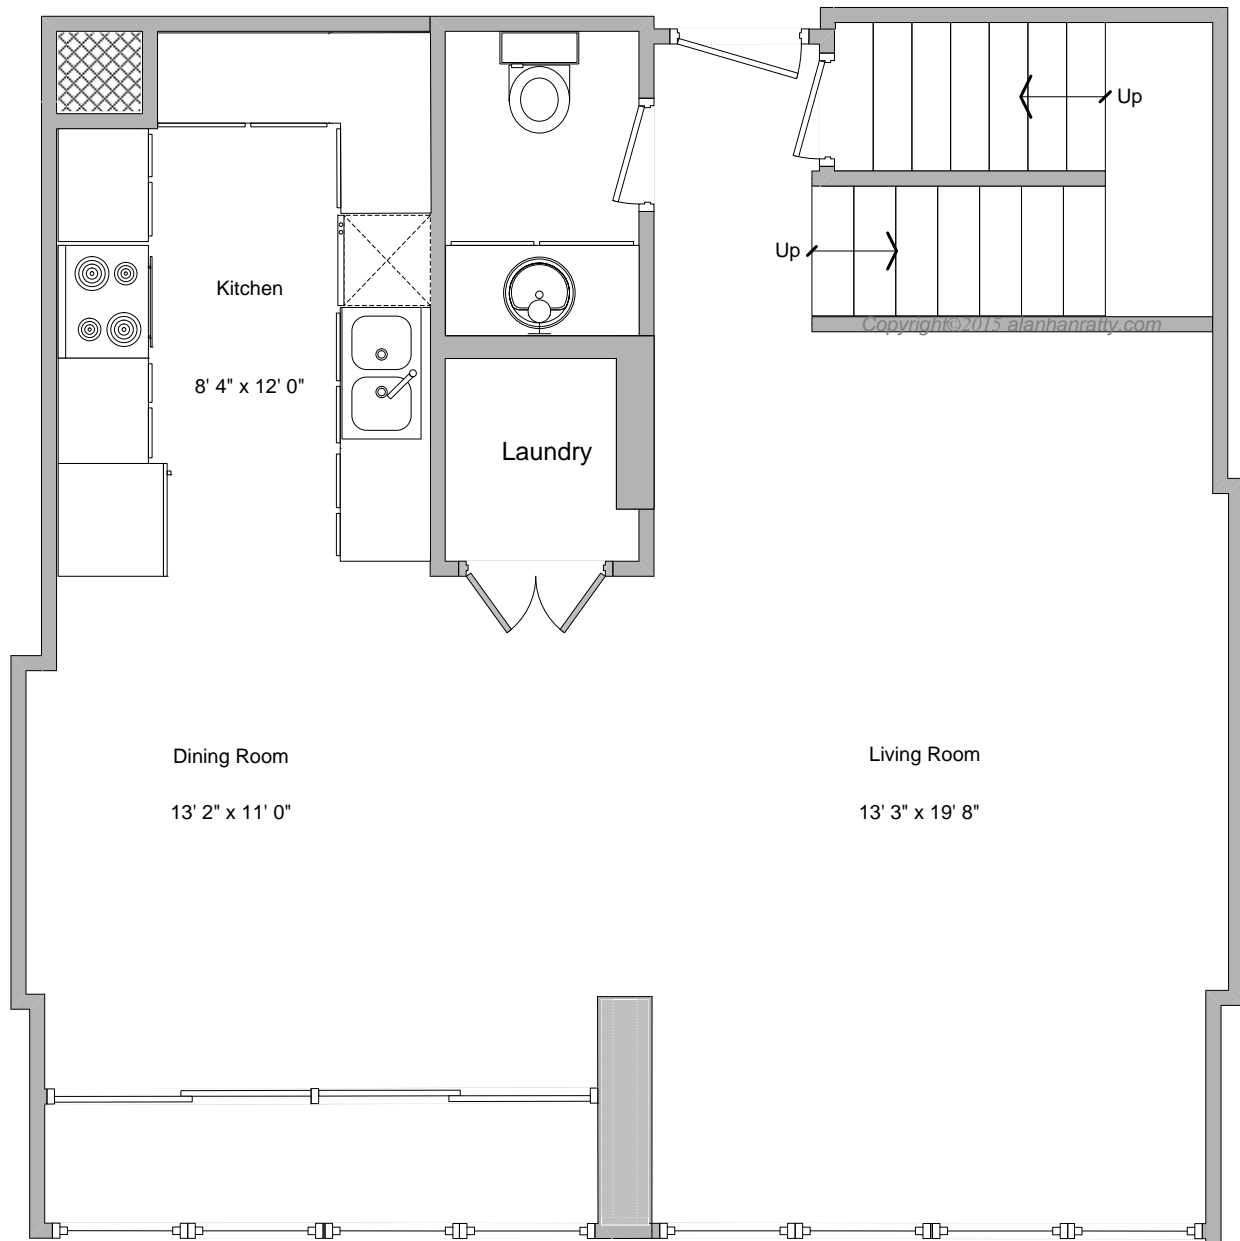 Up
Up
Kitchen
8' 4" x 12' 0"
Copyright©2015 alanhanratty.com
Laundry
Dining Room
13' 2" x 11' 0"
Living Room
13' 3" x 19' 8"